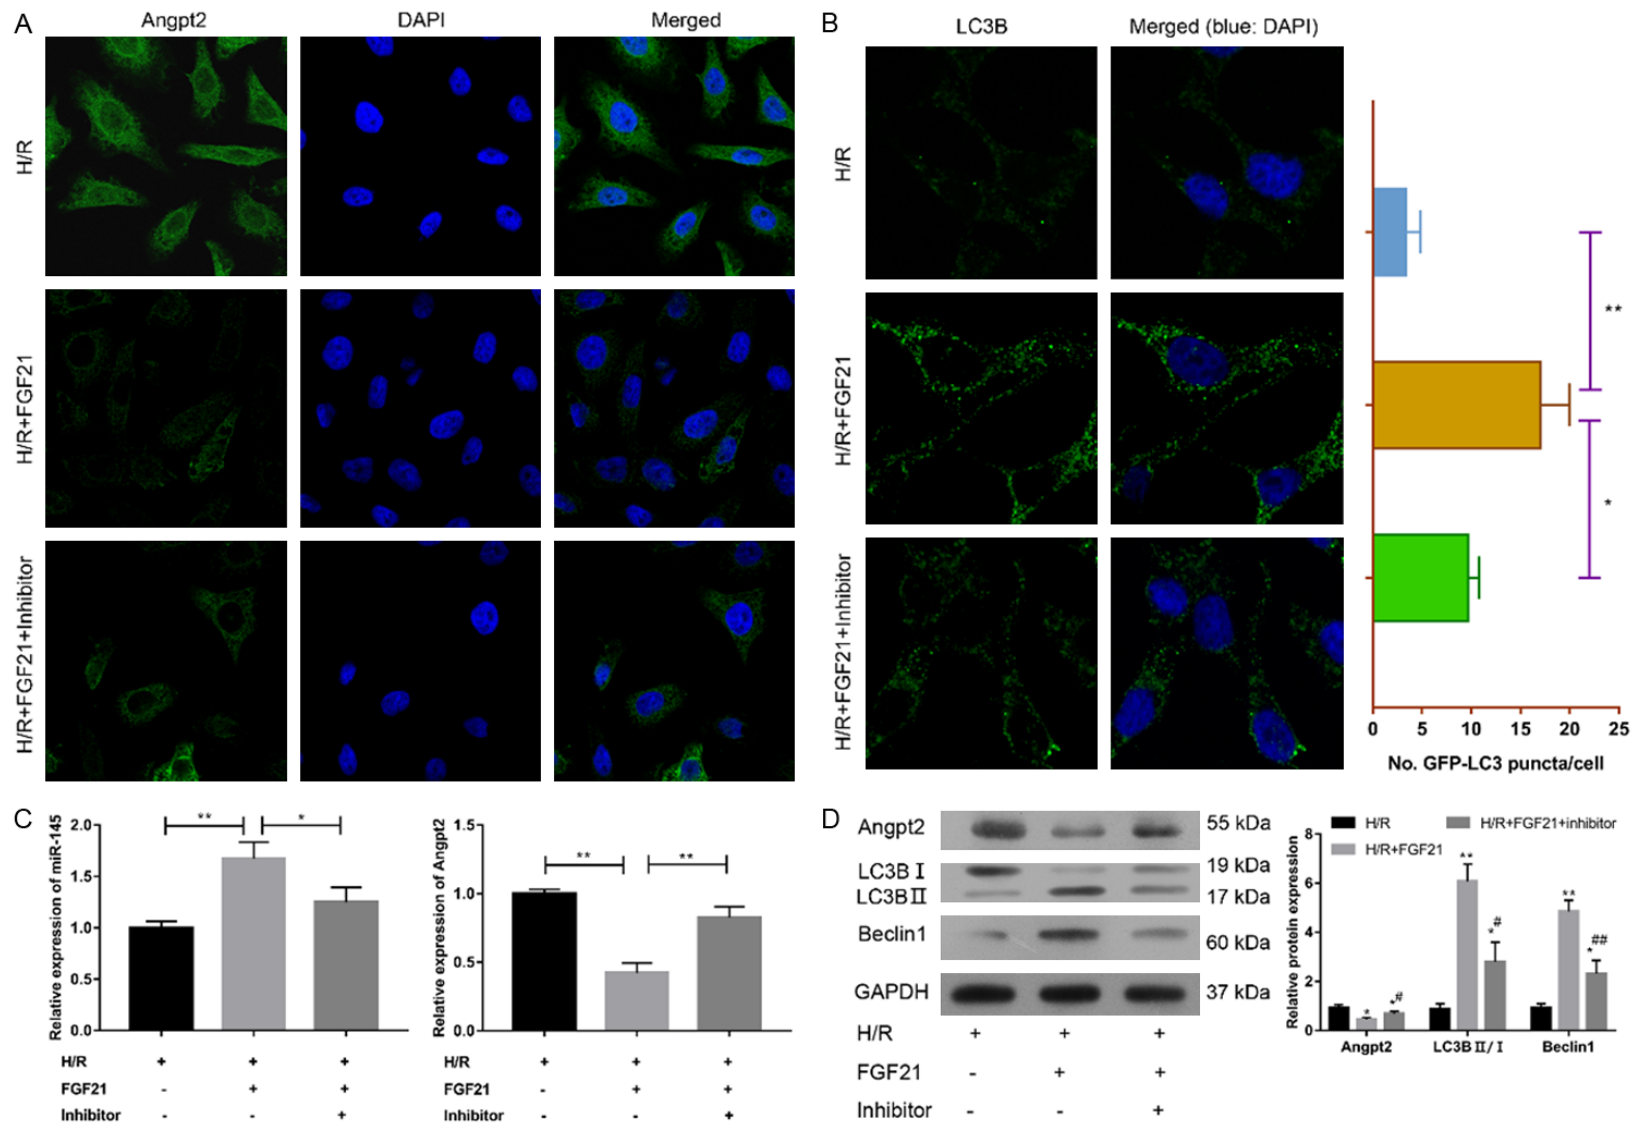 A
Angpt2 DAPI Merged
H/R
H/R+FGF21
H/R+FGF21+Inhibitor
B
LC3B Merged (blue: DAPI)
H/R
H/R+FGF21
H/R+FGF21+Inhibitor
**
*
0 5 10 15 20 25
No. GFP-LC3 puncta/cell
C
Relative expression of miR-145
2.0
1.5
1.0
0.5
0.0
** *
H/R + + +
FGF21 - + +
Inhibitor - - +
Relative expression of Angpt2
1.5
1.0
0.5
0.0
** **
H/R + + +
FGF21 - + +
Inhibitor - - +
D
Angpt2 55 kDa
LC3B I 19 kDa
LC3B II 17 kDa
Beclin1 60 kDa
GAPDH 37 kDa
H/R + + +
FGF21 - + +
Inhibitor - - +
Relative protein expression
8
6
4
2
0
H/R H/R+FGF21+inhibitor
H/R+FGF21
* *# ** *# ** *##
Angpt2 LC3B II/I Beclin1